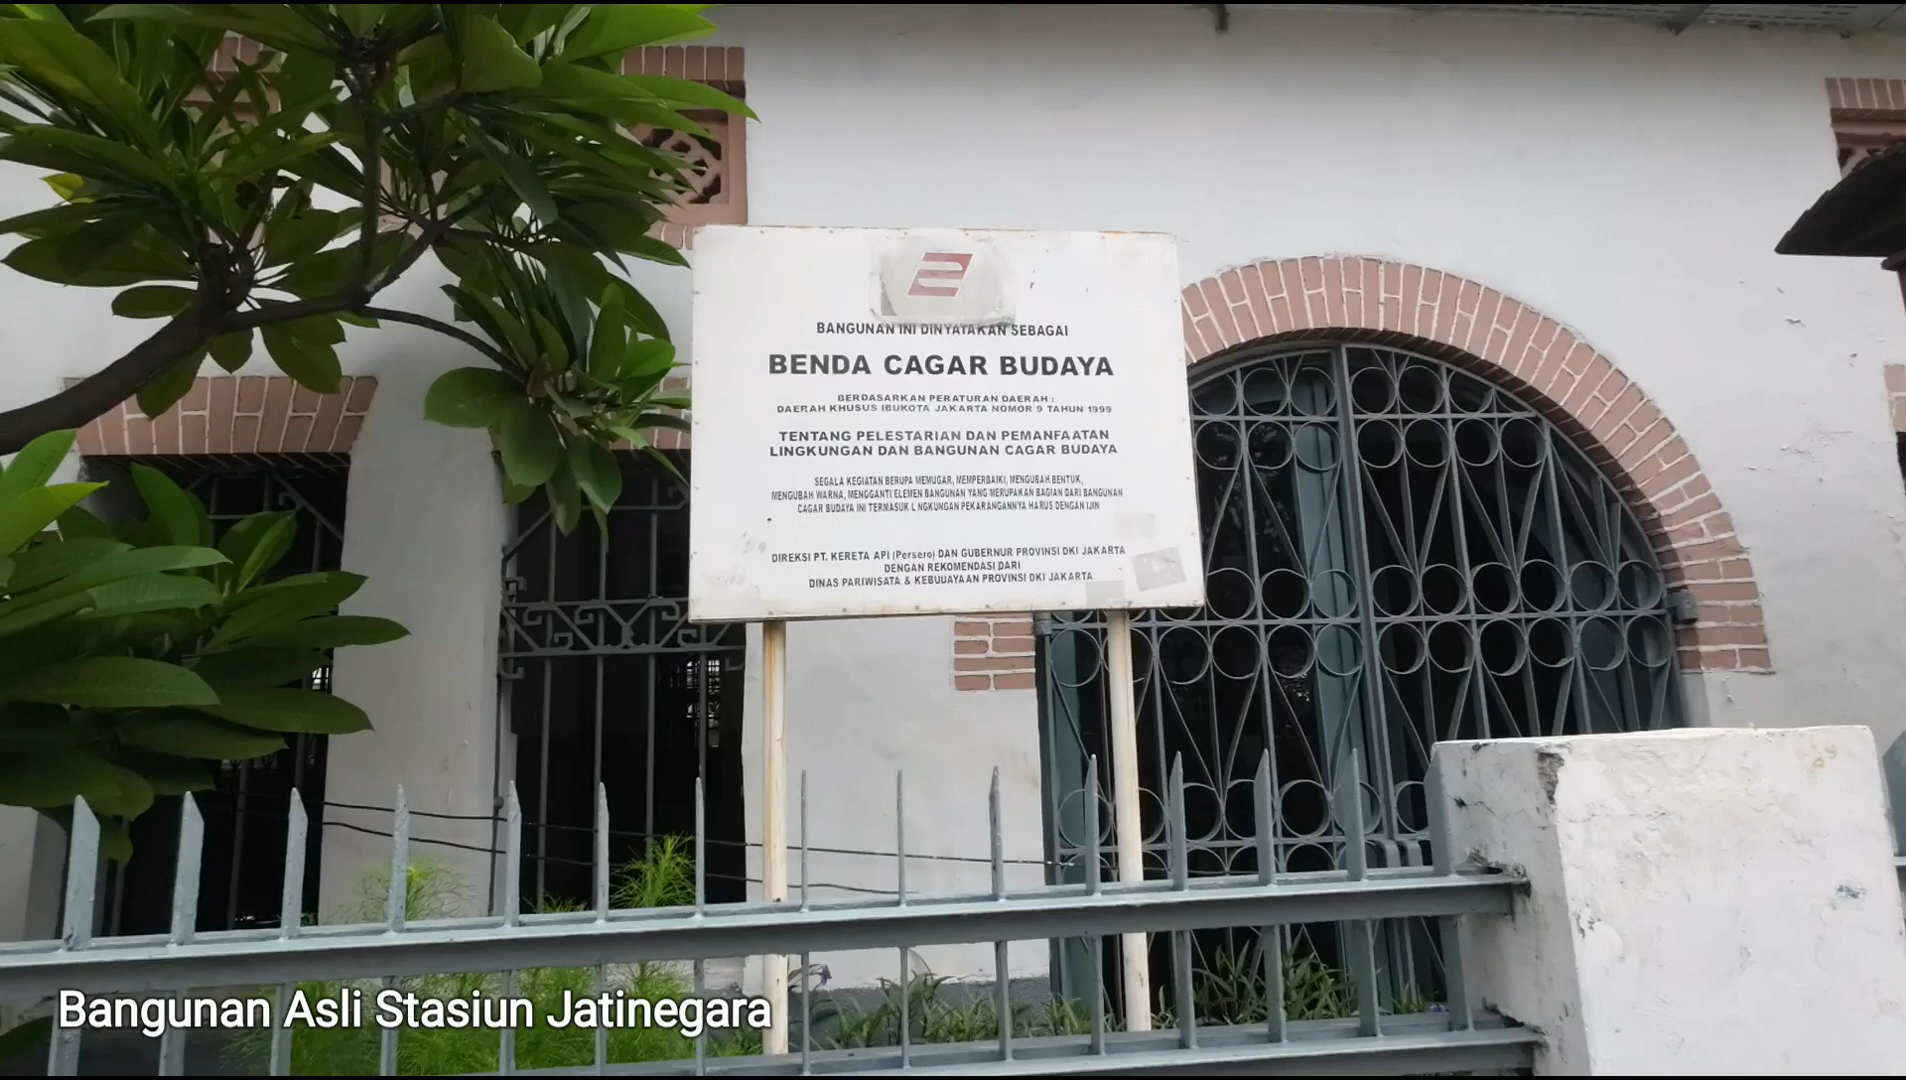 BANGUNAN INI DINYATAKAN SEBAGAI
BENDA CAGAR BUDAYA
BERDASARKAN PERATURAN DAERAH :
DAERAH KHUSUS IBUKOTA JAKARTA NOMOR 9 TAHUN 1999
TENTANG PELESTARIAN DAN PEMANFAATAN
LINGKUNGAN DAN BANGUNAN CAGAR BUDAYA
SEGALA KEGIATAN BERUPA MEMUGAR, MEMPERBAIKI, MENGUBAH BENTUK,
MENGUBAH WARNA, MENGGANTI ELEMEN BANGUNAN YANG MERUPAKAN BAGIAN DARI BANGUNAN
CAGAR BUDAYA INI TERMASUK L NGKUNGAN PEKARANGANNYA HARUS DENGAN IJIN
DIREKSI PT. KERETA API (Persero) DAN GUBERNUR PROVINSI DKI JAKARTA
DENGAN REKOMENDASI DARI
DINAS PARIWISATA & KEBUUAYAAN PROVINSI DKI JAKARTA
Bangunan Asli Stasiun Jatinegara